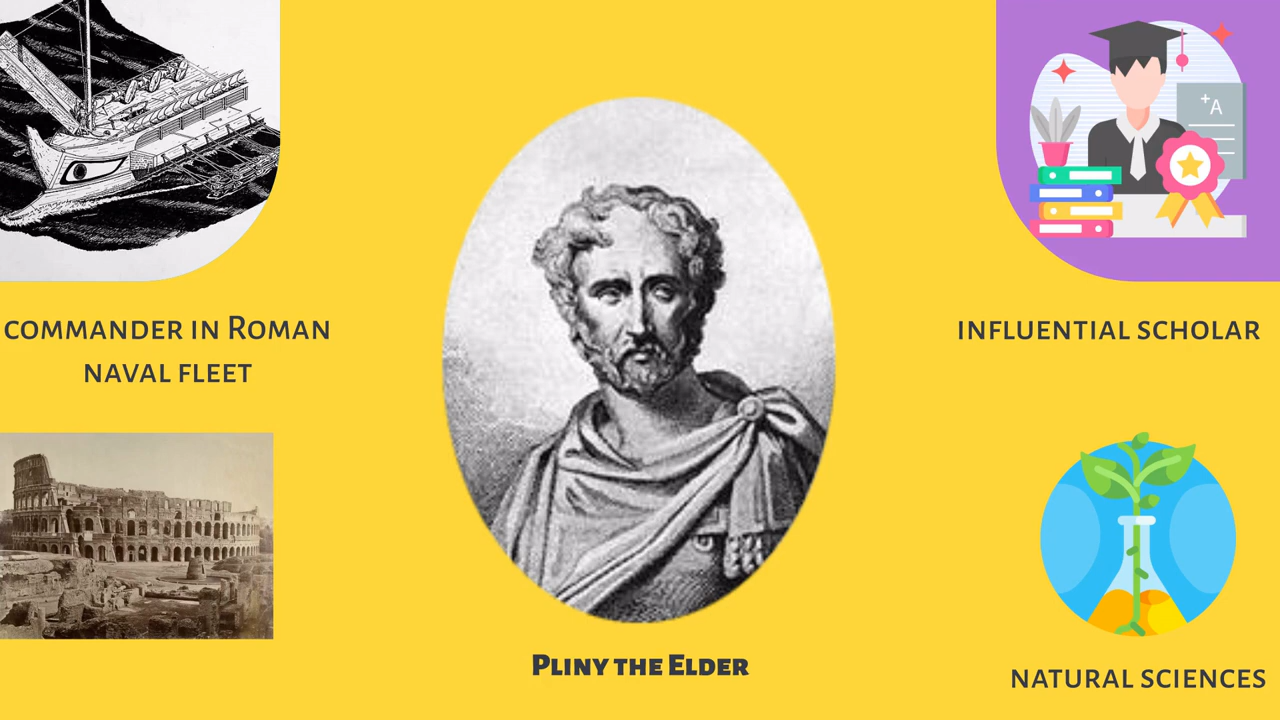 COMMANDER IN ROMAN
NAVAL FLEET
INFLUENTIAL SCHOLAR
+A
PLINY THE ELDER
NATURAL SCIENCES